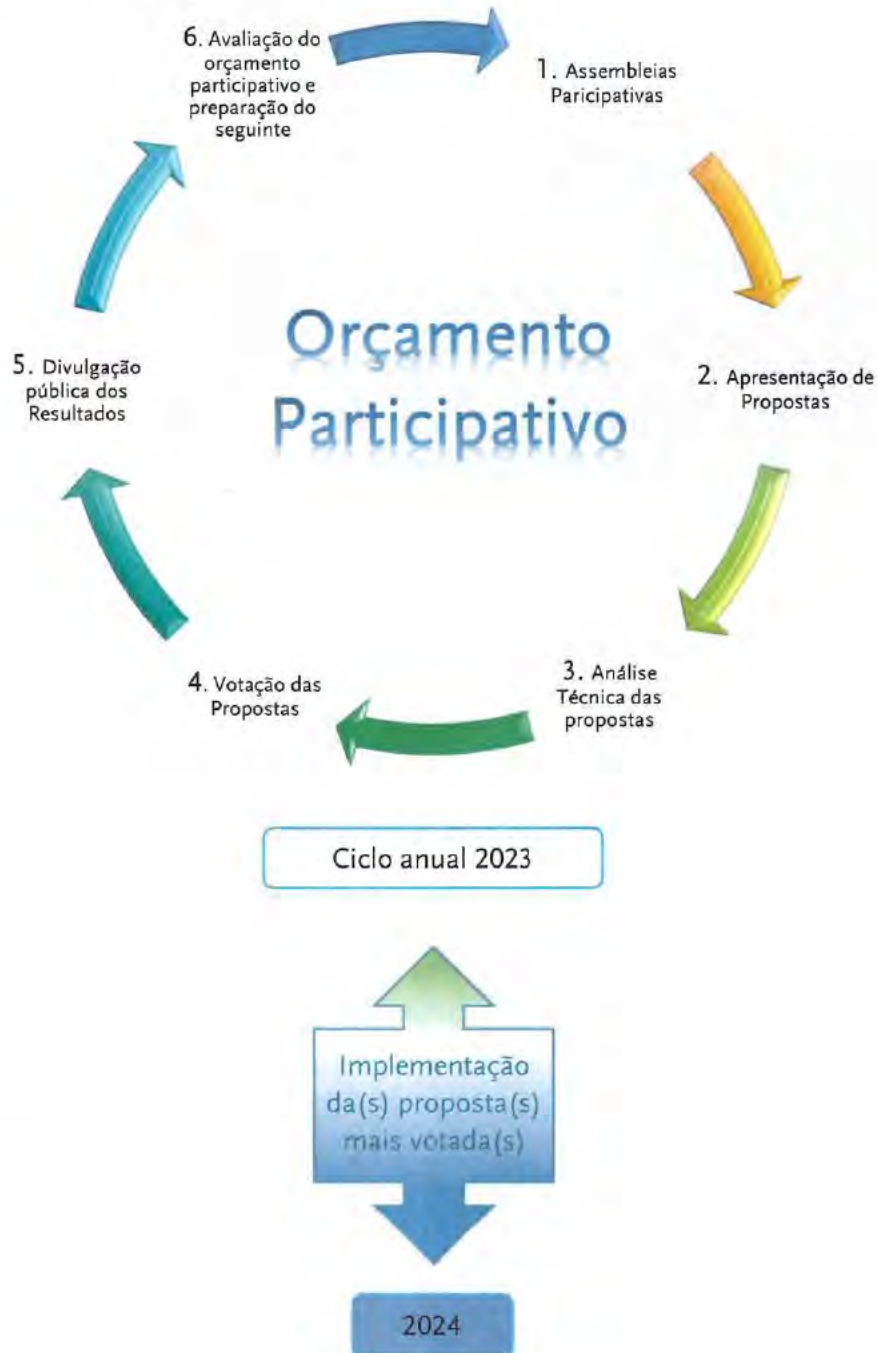 6. Avaliação do
orçamento
participativo e
preparação do
seguinte
1. Assembleias
Paricipativas
Orçamento
Participativo
2. Apresentação de
Propostas
5. Divulgação
pública dos
Resultados
3. Análise
Técnica das
propostas
4. Votação das
Propostas
Ciclo anual 2023
Implementação
da(s) proposta(s)
mais votada(s)
2024